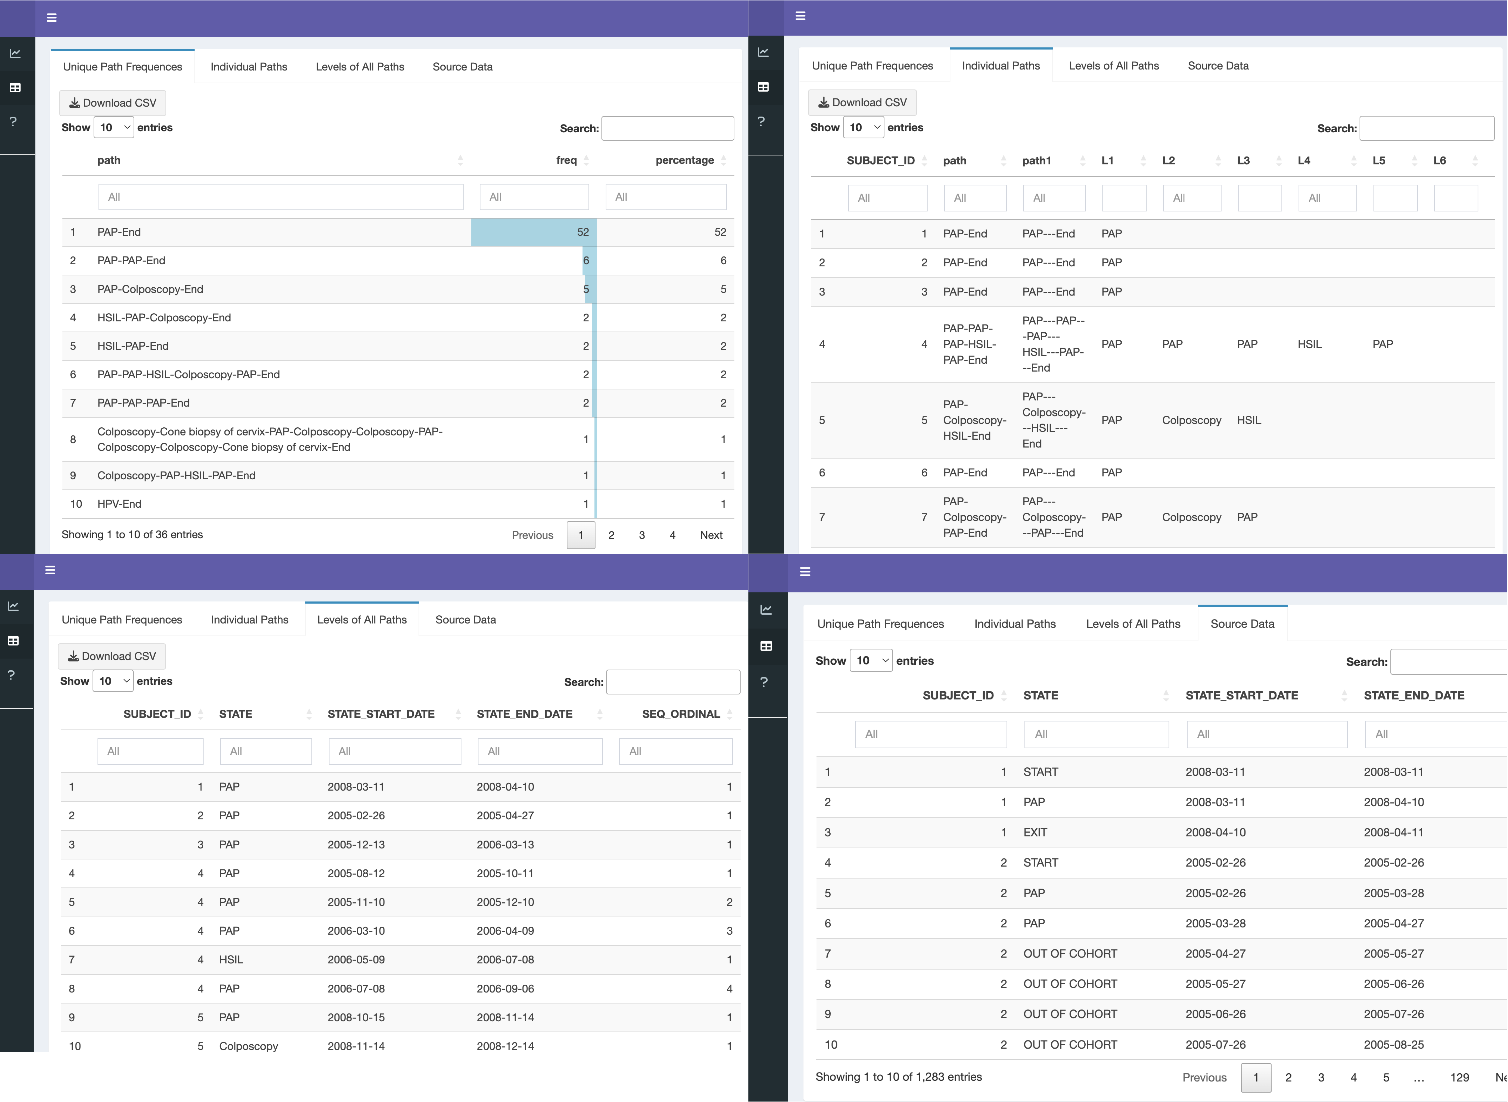 Unique Path Frequences Individual Paths Levels of All Paths Source Data
Download CSV
Show 10 entries Search:
path freq percentage
All All All
1 PAP-End 52 52
2 PAP-PAP-End 6 6
3 PAP-Colposcopy-End 5 5
4 HSIL-PAP-Colposcopy-End 2 2
5 HSIL-PAP-End 2 2
6 PAP-PAP-HSIL-Colposcopy-PAP-End 2 2
7 PAP-PAP-PAP-End 2 2
8 Colposcopy-Cone biopsy of cervix-PAP-Colposcopy-Colposcopy-PAP-
Colposcopy-Colposcopy-Cone biopsy of cervix-End 1 1
9 Colposcopy-PAP-HSIL-PAP-End 1 1
10 HPV-End 1 1
Showing 1 to 10 of 36 entries Previous 1 2 3 4 Next
?
Unique Path Frequences Individual Paths Levels of All Paths Source Data
Download CSV
Show 10 entries Search:
SUBJECT_ID path path1 L1 L2 L3 L4 L5 L6
All All All All All
1 1 PAP-End PAP---End PAP
2 2 PAP-End PAP---End PAP
3 3 PAP-End PAP---End PAP
PAP-PAP- PAP---PAP--
PAP-HSIL- -PAP---
PAP-End HSIL---PAP-
--End
4 4 PAP PAP PAP HSIL PAP
PAP- PAP---
Colposcopy- Colposcopy-
HSIL-End --HSIL---
End
5 5 PAP Colposcopy HSIL
6 6 PAP-End PAP---End PAP
PAP- PAP---
Colposcopy- Colposcopy-
PAP-End --PAP---End
7 7 PAP Colposcopy PAP
?
Unique Path Frequences Individual Paths Levels of All Paths Source Data
Download CSV
Show 10 entries Search:
SUBJECT_ID STATE STATE_START_DATE STATE_END_DATE SEQ_ORDINAL
All All All All All
1 1 PAP 2008-03-11 2008-04-10 1
2 2 PAP 2005-02-26 2005-04-27 1
3 3 PAP 2005-12-13 2006-03-13 1
4 4 PAP 2005-08-12 2005-10-11 1
5 4 PAP 2005-11-10 2005-12-10 2
6 4 PAP 2006-03-10 2006-04-09 3
7 4 HSIL 2006-05-09 2006-07-08 1
8 4 PAP 2006-07-08 2006-09-06 4
9 5 PAP 2008-10-15 2008-11-14 1
10 5 Colposcopy 2008-11-14 2008-12-14 1
?
Unique Path Frequences Individual Paths Levels of All Paths Source Data
Show 10 entries Search:
SUBJECT_ID STATE STATE_START_DATE STATE_END_DATE
All All All All
1 1 START 2008-03-11 2008-03-11
2 1 PAP 2008-03-11 2008-04-10
3 1 EXIT 2008-04-10 2008-04-11
4 2 START 2005-02-26 2005-02-26
5 2 PAP 2005-02-26 2005-03-28
6 2 PAP 2005-03-28 2005-04-27
7 2 OUT OF COHORT 2005-04-27 2005-05-27
8 2 OUT OF COHORT 2005-05-27 2005-06-26
9 2 OUT OF COHORT 2005-06-26 2005-07-26
10 2 OUT OF COHORT 2005-07-26 2005-08-25
Showing 1 to 10 of 1,283 entries Previous 1 2 3 4 5 ... 129 Ne
?